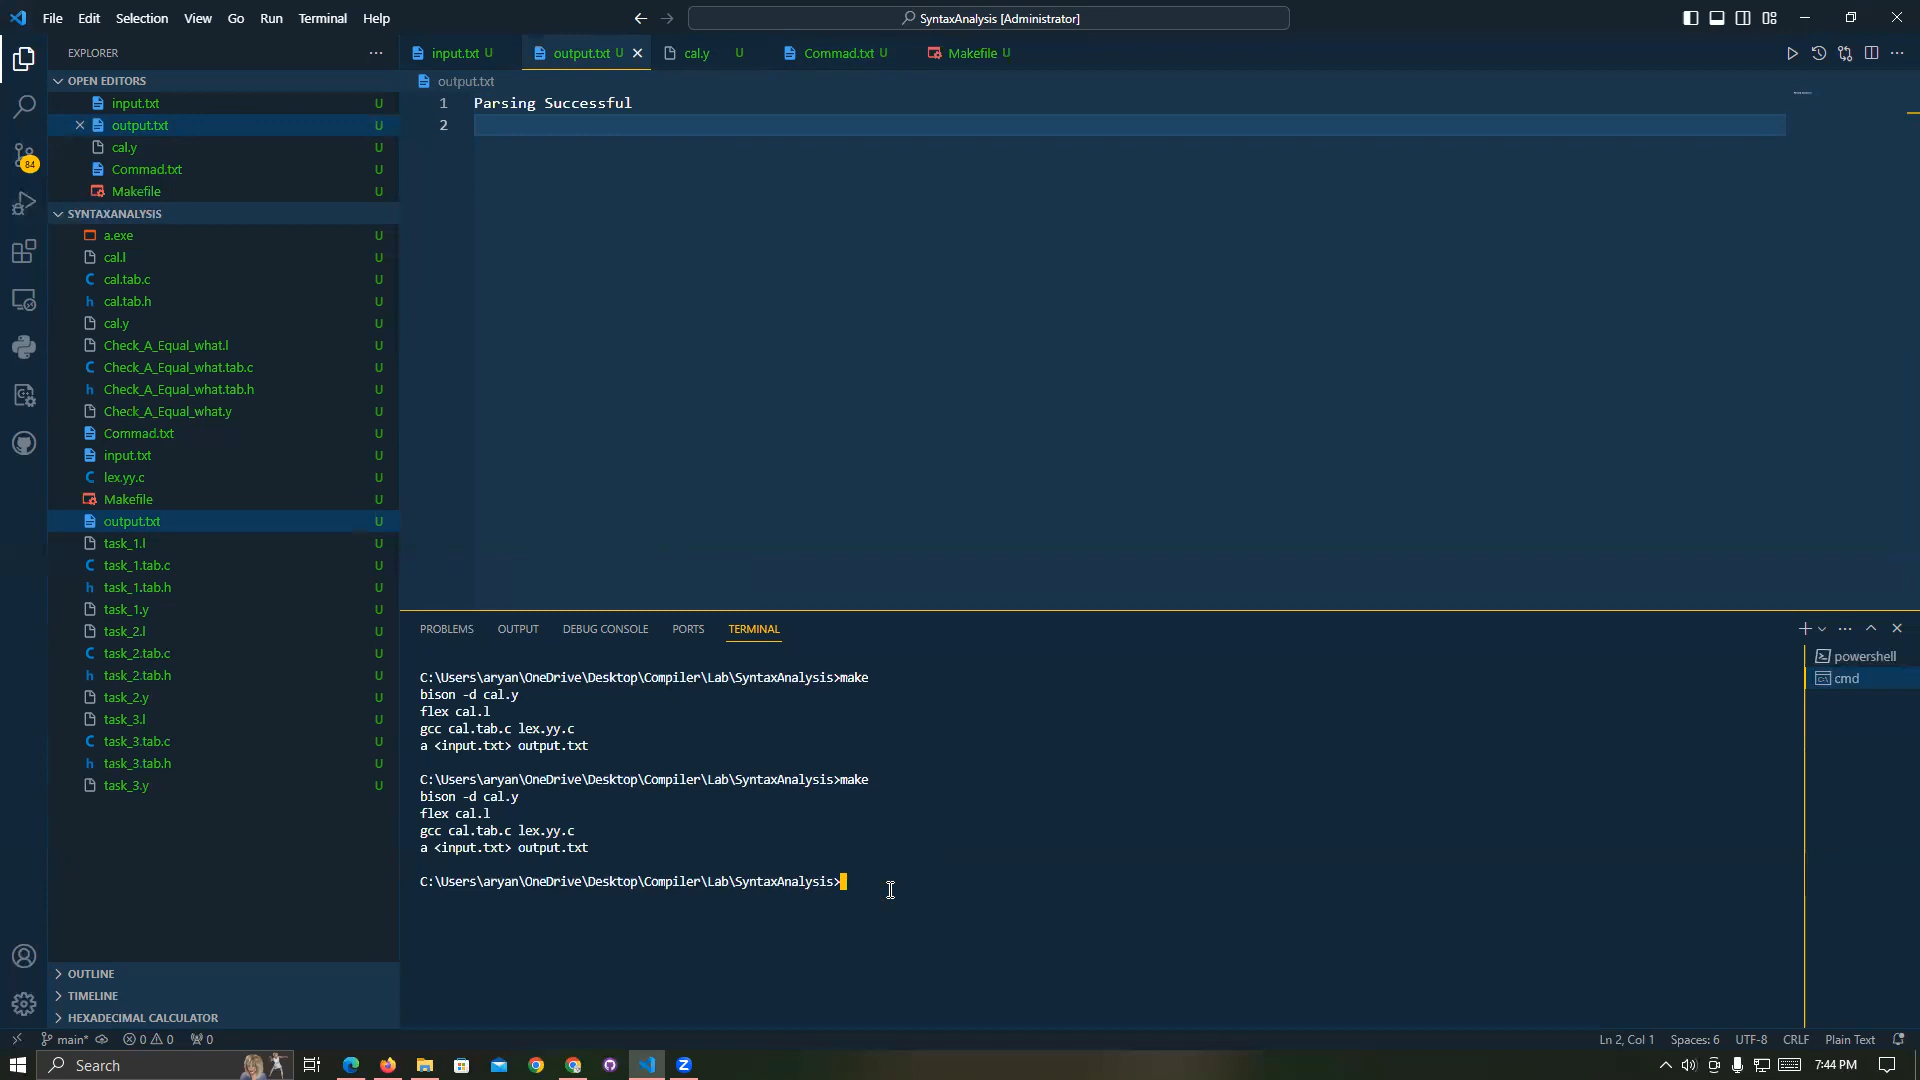 File Edit Selection View Go Run Terminal Help
SyntaxAnalysis [Administrator]
EXPLORER
input.txt U
output.txt U
cal.y U
Commad.txt U
Makefile U
OPEN EDITORS
input.txt U
output.txt U
cal.y U
Commad.txt U
Makefile U
84
SYNTAXANALYSIS
a.exe U
cal.l U
cal.tab.c U
cal.tab.h U
cal.y U
Check_A_Equal_what.l U
Check_A_Equal_what.tab.c U
Check_A_Equal_what.tab.h U
Check_A_Equal_what.y U
Commad.txt U
input.txt U
lex.yy.c U
Makefile U
output.txt U
task_1.l U
task_1.tab.c U
task_1.tab.h U
task_1.y U
task_2.l U
task_2.tab.c U
task_2.tab.h U
task_2.y U
task_3.l U
task_3.tab.c U
task_3.tab.h U
task_3.y U
OUTLINE
TIMELINE
HEXADECIMAL CALCULATOR
output.txt
1 Parsing Successful
2
PROBLEMS OUTPUT DEBUG CONSOLE PORTS TERMINAL
powershell
cmd
C:\Users\aryan\OneDrive\Desktop\Compiler\Lab\SyntaxAnalysis>make
bison -d cal.y
flex cal.l
gcc cal.tab.c lex.yy.c
a <input.txt> output.txt
C:\Users\aryan\OneDrive\Desktop\Compiler\Lab\SyntaxAnalysis>make
bison -d cal.y
flex cal.l
gcc cal.tab.c lex.yy.c
a <input.txt> output.txt
C:\Users\aryan\OneDrive\Desktop\Compiler\Lab\SyntaxAnalysis>
main* 0 0 0
Ln 2, Col 1 Spaces: 6 UTF-8 CRLF Plain Text
Search
7:44 PM